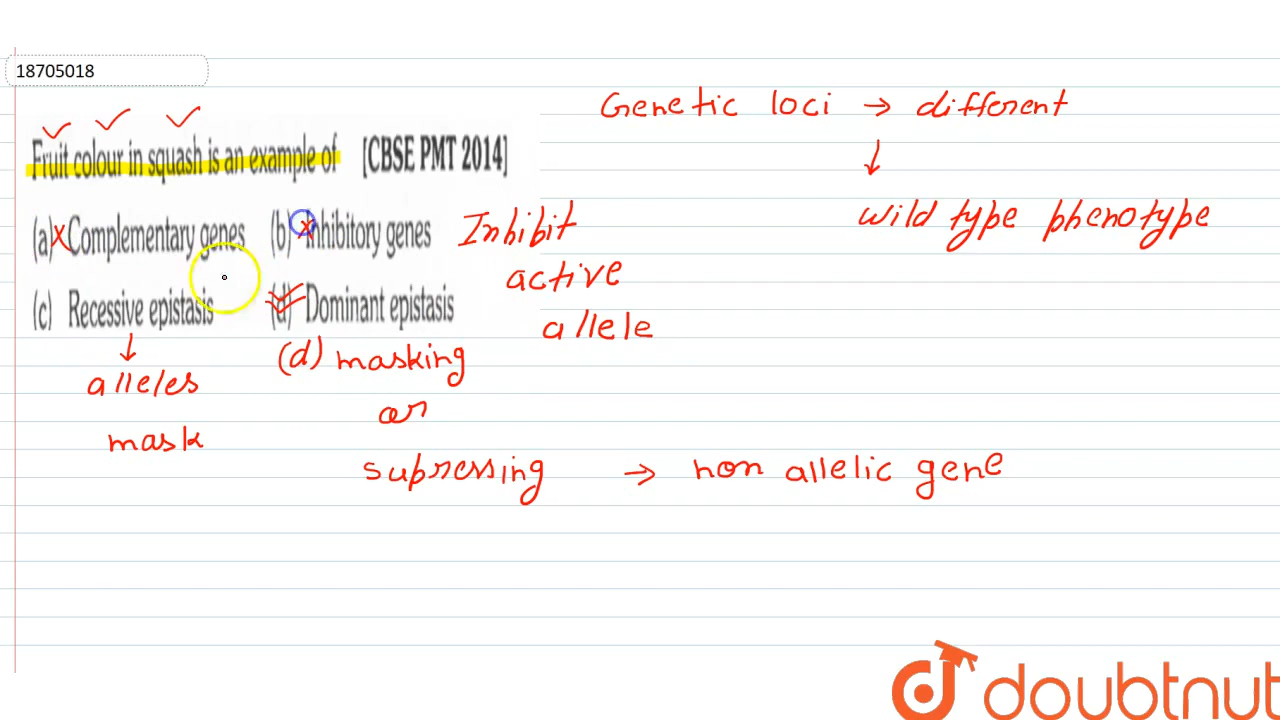 18705018
Fruit colour in squash is an example of [CBSE PMT 2014]
(a) Complementary genes (b) Inhibitory genes
(c) Recessive epistasis (d) Dominant epistasis
Genetic loci → different
↓
wild type phenotype
Inhibit
active
allele
↓
alleles
mask
(d) masking
or
supressing → non allelic gene
doubtnut